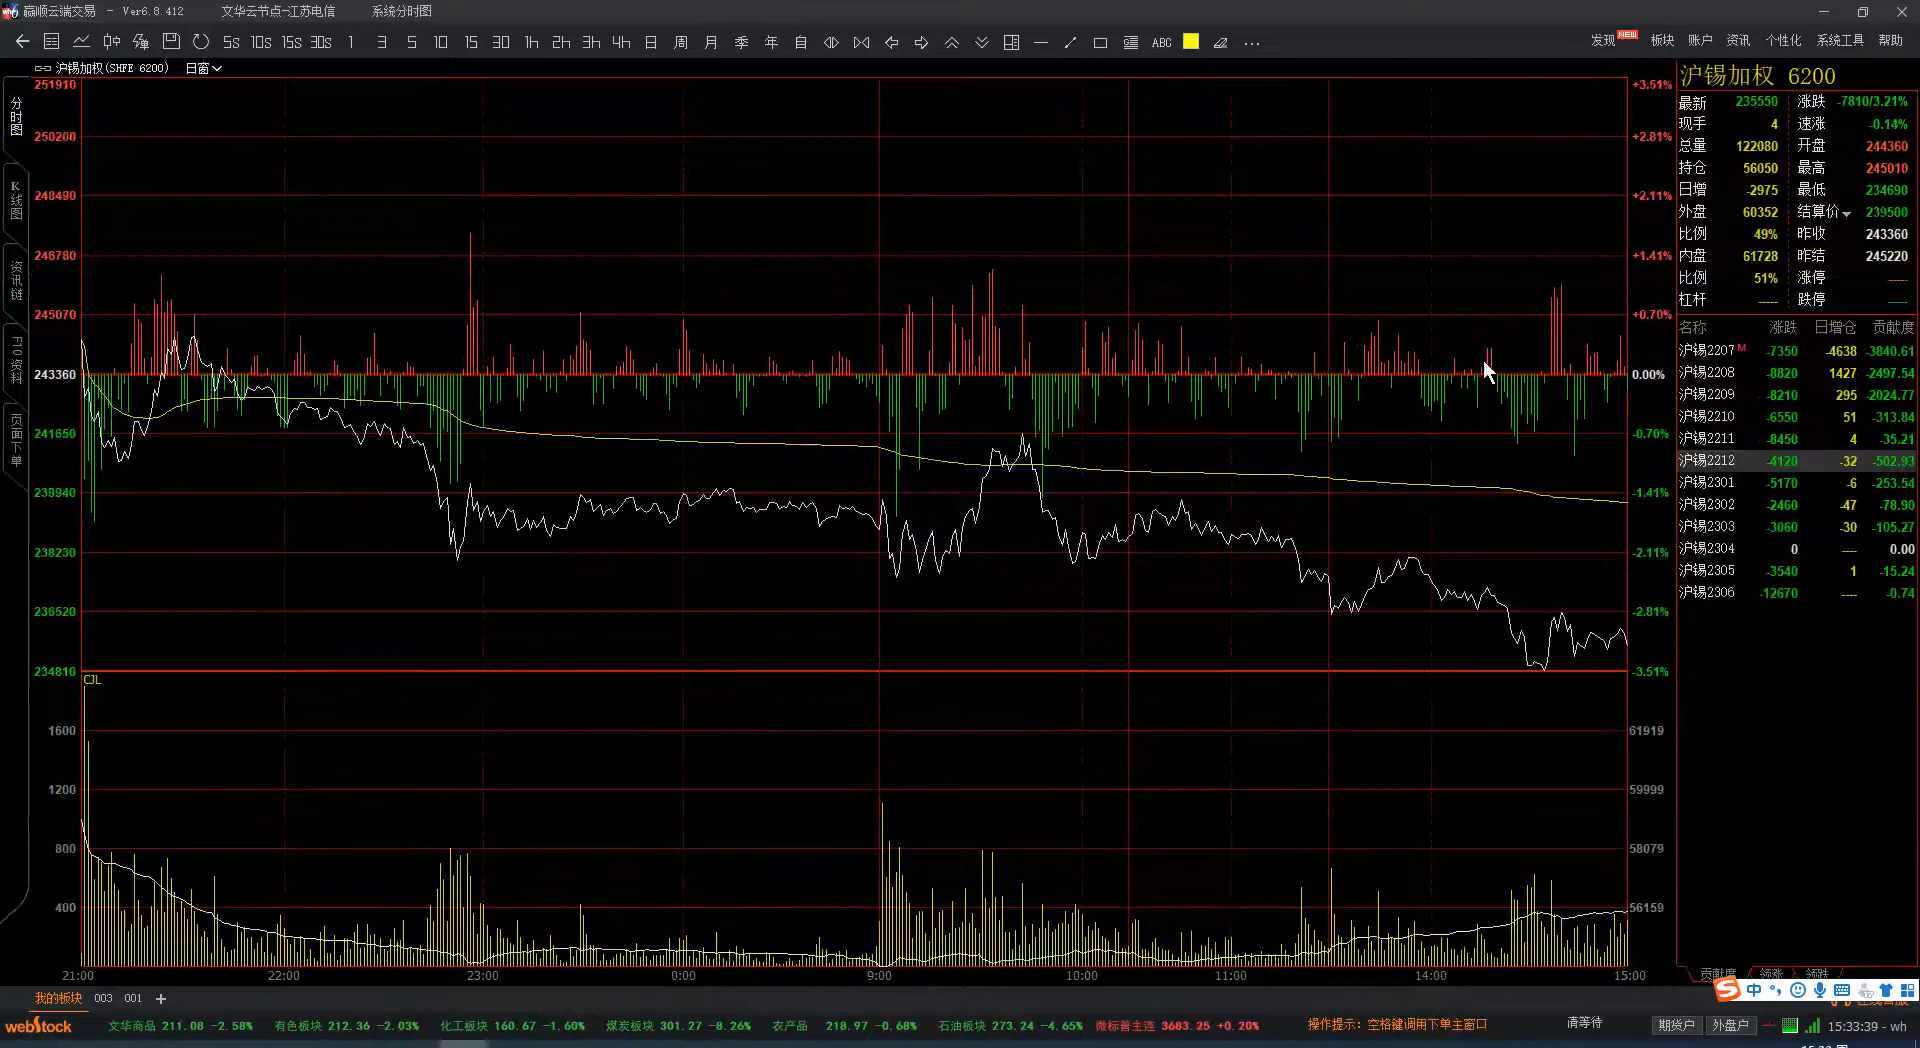 赢顺云端交易 - Ver6.8.412 文华云节点-江苏电信 系统分时图
5s 10s 15s 30s 1 3 5 10 15 30 1h 2h 3h 4h 日 周 月 季 年 自 ABC ... 发现 NEW 板块 账户 资讯 个性化 系统工具 帮助
沪锡加权(SHFE 6200) 日窗
分时图
K线图
资讯链
F10资料
页面下单
251910 +3.51%
250200 +2.81%
248490 +2.11%
246780 +1.41%
245070 +0.70%
243360 0.00%
241650 -0.70%
239940 -1.41%
238230 -2.11%
236520 -2.81%
234810 -3.51%
CJL
1600 61919
1200 59999
800 58079
400 56159
21:00 22:00 23:00 0:00 9:00 10:00 11:00 14:00 15:00
沪锡加权 6200
最新 235550 涨跌 -7810/3.21%
现手 4 速涨 -0.14%
总量 122080 开盘 244360
持仓 56050 最高 245010
日增 -2975 最低 234690
外盘 60352 结算价 239500
比例 49% 昨收 243360
内盘 61728 昨结 245220
比例 51% 涨停 -----
杠杆 ----- 跌停 -----
名称 涨跌 日增仓 贡献度
沪锡2207 M -7350 -4638 -3840.61
沪锡2208 -8820 1427 -2497.54
沪锡2209 -8210 295 -2024.77
沪锡2210 -6550 51 -313.84
沪锡2211 -8450 4 -35.21
沪锡2212 -4120 -32 -502.93
沪锡2301 -5170 -6 -253.54
沪锡2302 -2460 -47 -78.90
沪锡2303 -3060 -30 -105.27
沪锡2304 0 ---- 0.00
沪锡2305 -3540 1 -15.24
沪锡2306 -12670 ---- -0.74
贡献度 领涨 领跌
中
我的板块 003 001 +
webstock 文华商品 211.08 -2.58% 有色板块 212.36 -2.03% 化工板块 160.67 -1.60% 煤炭板块 301.27 -8.26% 农产品 218.97 -0.68% 石油板块 273.24 -4.65% 微标普主连 3683.25 +0.20% 操作提示：空格键调用下单主窗口 请等待 期货户 外盘户 15:33:39 - wh